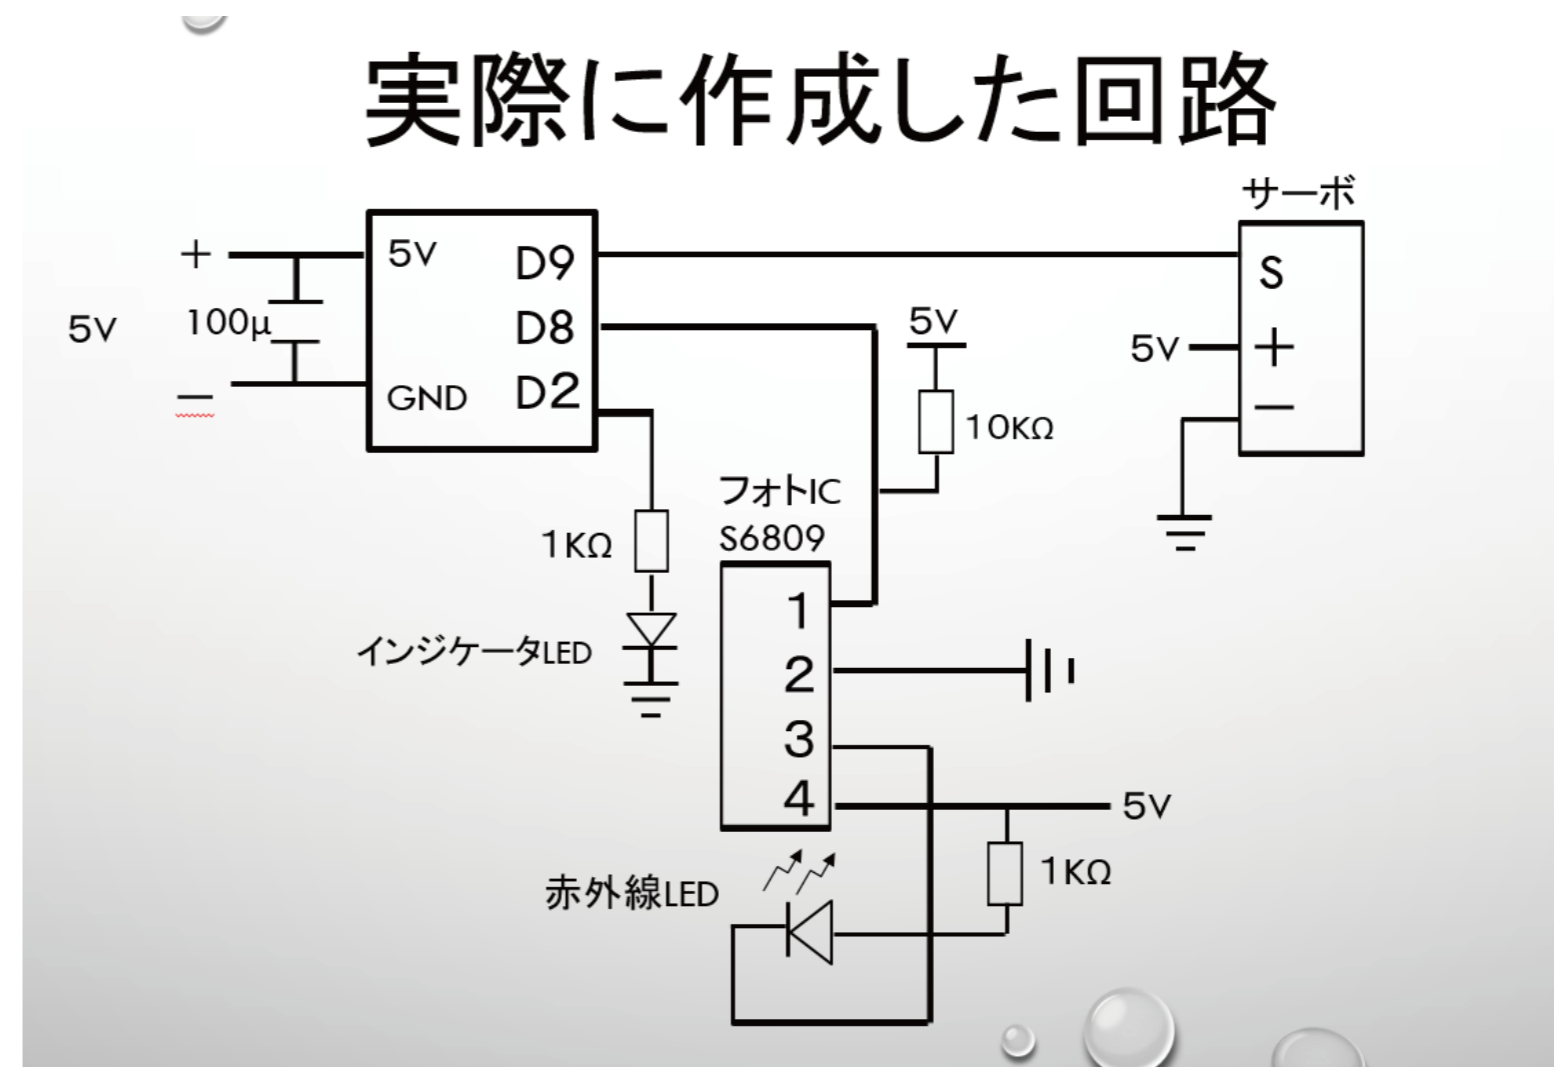 実際に作成した回路
サーボ
+
5V
D9
S
5V
100μ
D8
5V
5V
+
−
GND
D2
−
10KΩ
フォトIC
S6809
1KΩ
1
インジケータLED
2
3
4
5V
1KΩ
赤外線LED